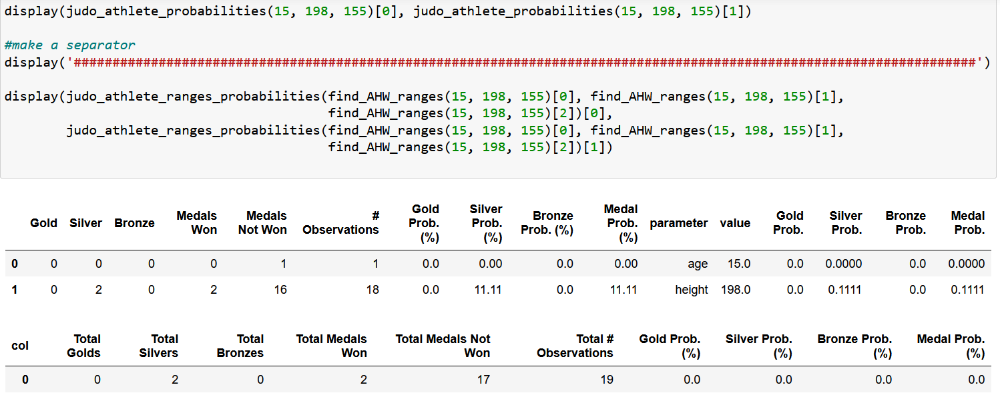 display(judo_athlete_probabilities(15, 198, 155)[0], judo_athlete_probabilities(15, 198, 155)[1])
#make a separator
display('#####################################################################################################################')
display(judo_athlete_ranges_probabilities(find_AHW_ranges(15, 198, 155)[0], find_AHW_ranges(15, 198, 155)[1],
find_AHW_ranges(15, 198, 155)[2])[0],
judo_athlete_ranges_probabilities(find_AHW_ranges(15, 198, 155)[0], find_AHW_ranges(15, 198, 155)[1],
find_AHW_ranges(15, 198, 155)[2])[1])
Gold Silver Bronze Medals Won Medals Not Won # Observations Gold Prob. (%) Silver Prob. (%) Bronze Prob. (%) Medal Prob. (%) parameter value Gold Prob. Silver Prob. Bronze Prob. Medal Prob.
0 0 0 0 0 1 1 0.0 0.00 0.0 0.00 age 15.0 0.0 0.0000 0.0 0.0000
1 0 2 0 2 16 18 0.0 11.11 0.0 11.11 height 198.0 0.0 0.1111 0.0 0.1111
col Total Golds Total Silvers Total Bronzes Total Medals Won Total Medals Not Won Total # Observations Gold Prob. (%) Silver Prob. (%) Bronze Prob. (%) Medal Prob. (%)
0 0 2 0 2 17 19 0.0 0.0 0.0 0.0